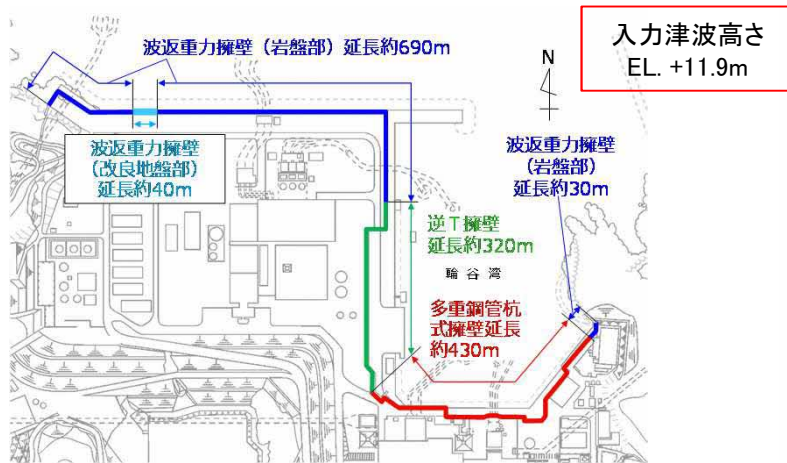 波返重力擁壁（岩盤部）延長約690m
入力津波高さ
EL. +11.9m
N
波返重力擁壁
（改良地盤部）
延長約40m
波返重力擁壁
（岩盤部）
延長約30m
逆T擁壁
延長約320m
輪谷湾
多重鋼管杭
式擁壁延長
約430m